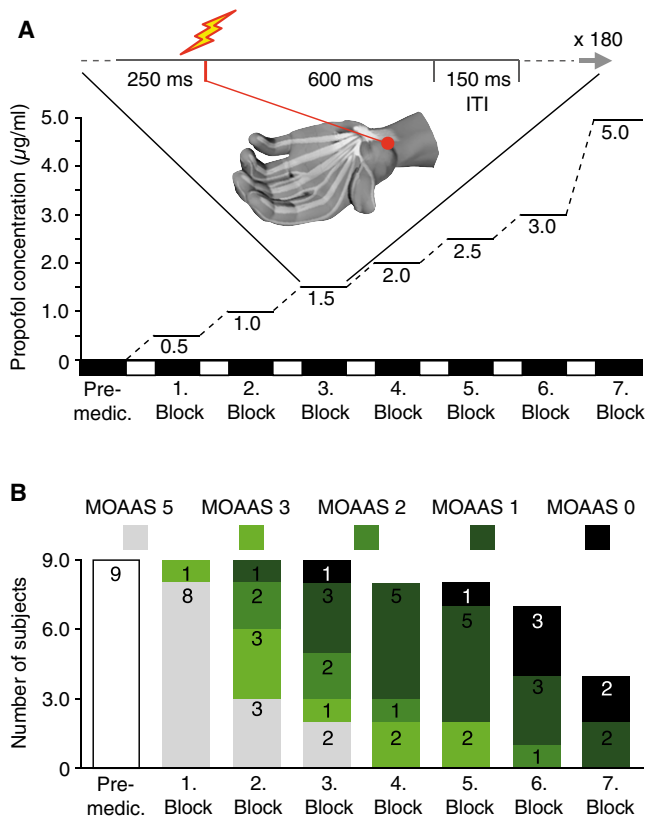 A
x 180
250 ms
600 ms
150 ms
ITI
Propofol concentration (µg/ml)
5.0
4.0
3.0
2.0
1.0
0
0.5
1.0
1.5
2.0
2.5
3.0
5.0
Pre-
medic.
1.
Block
2.
Block
3.
Block
4.
Block
5.
Block
6.
Block
7.
Block
B
MOAAS 5 MOAAS 3 MOAAS 2 MOAAS 1 MOAAS 0
Number of subjects
9.0
6.0
3.0
0
9
1
8
1
2
3
3
1
3
2
1
2
5
1
2
1
5
2
3
3
1
2
2
Pre-
medic.
1.
Block
2.
Block
3.
Block
4.
Block
5.
Block
6.
Block
7.
Block